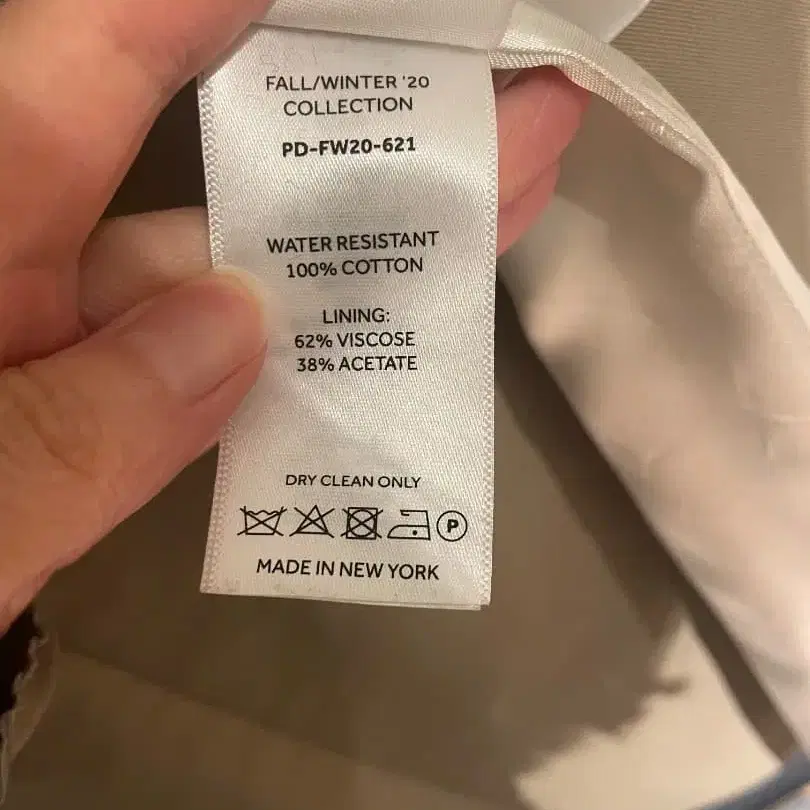 FALL/WINTER '20
COLLECTION
PD-FW20-621
WATER RESISTANT
100% COTTON
LINING:
62% VISCOSE
38% ACETATE
DRY CLEAN ONLY
P
MADE IN NEW YORK